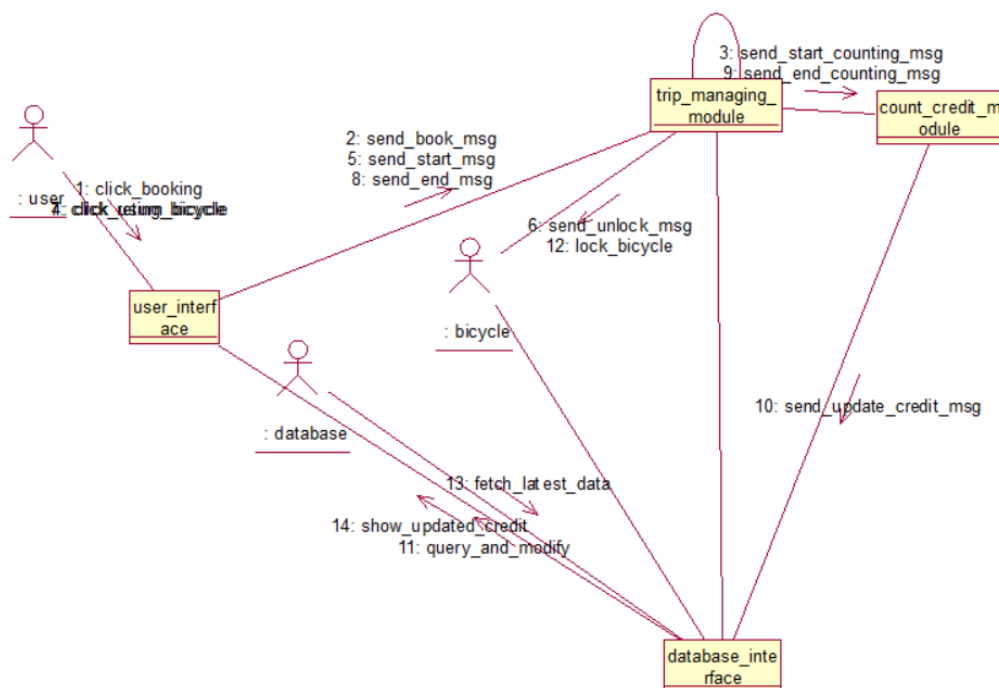 3: send_start_counting_msg
9: send_end_counting_msg
trip_managing_
module
count_credit_m
odule
2: send_book_msg
5: send_start_msg
8: send_end_msg
: user
1: click_booking
6: send_unlock_msg
12: lock_bicycle
user_interf
ace
: bicycle
: database
10: send_update_credit_msg
13: fetch_latest_data
14: show_updated_credit
11: query_and_modify
database_inte
rface